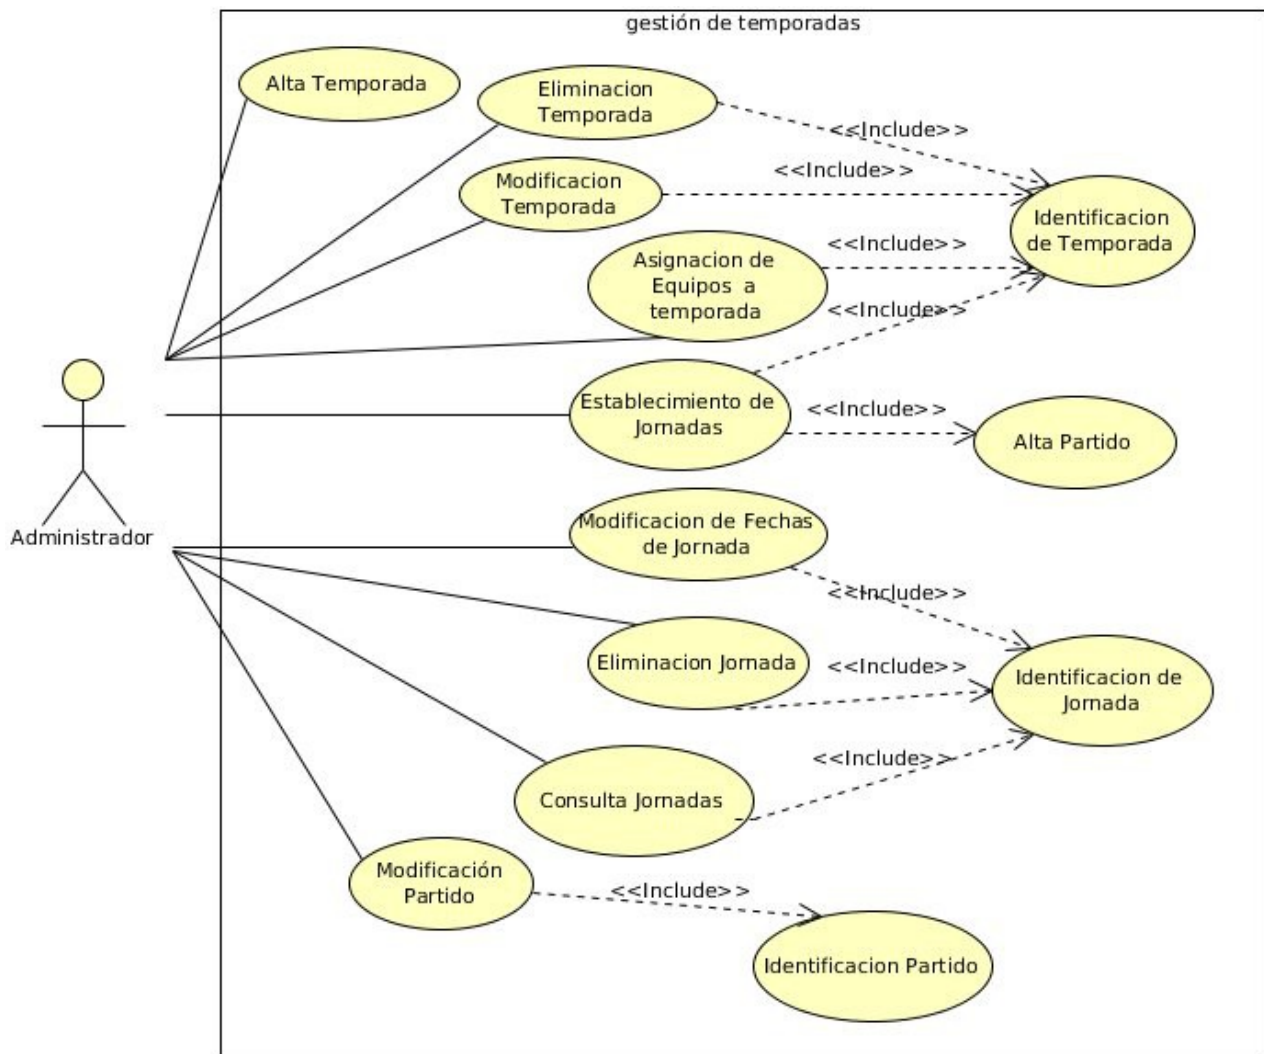 gestión de temporadas
Alta Temporada
Eliminacion
Temporada
<<Include>>
Modificacion
Temporada
<<Include>>
Identificacion
de Temporada
Asignacion de
Equipos a
temporada
<<Include>>
<<Include>>
Establecimiento de
Jornadas
<<Include>>
Alta Partido
Administrador
Modificacion de Fechas
de Jornada
<<Include>>
Eliminacion Jornada
<<Include>>
Identificacion de
Jornada
Consulta Jornadas
<<Include>>
Modificación
Partido
<<Include>>
Identificacion Partido